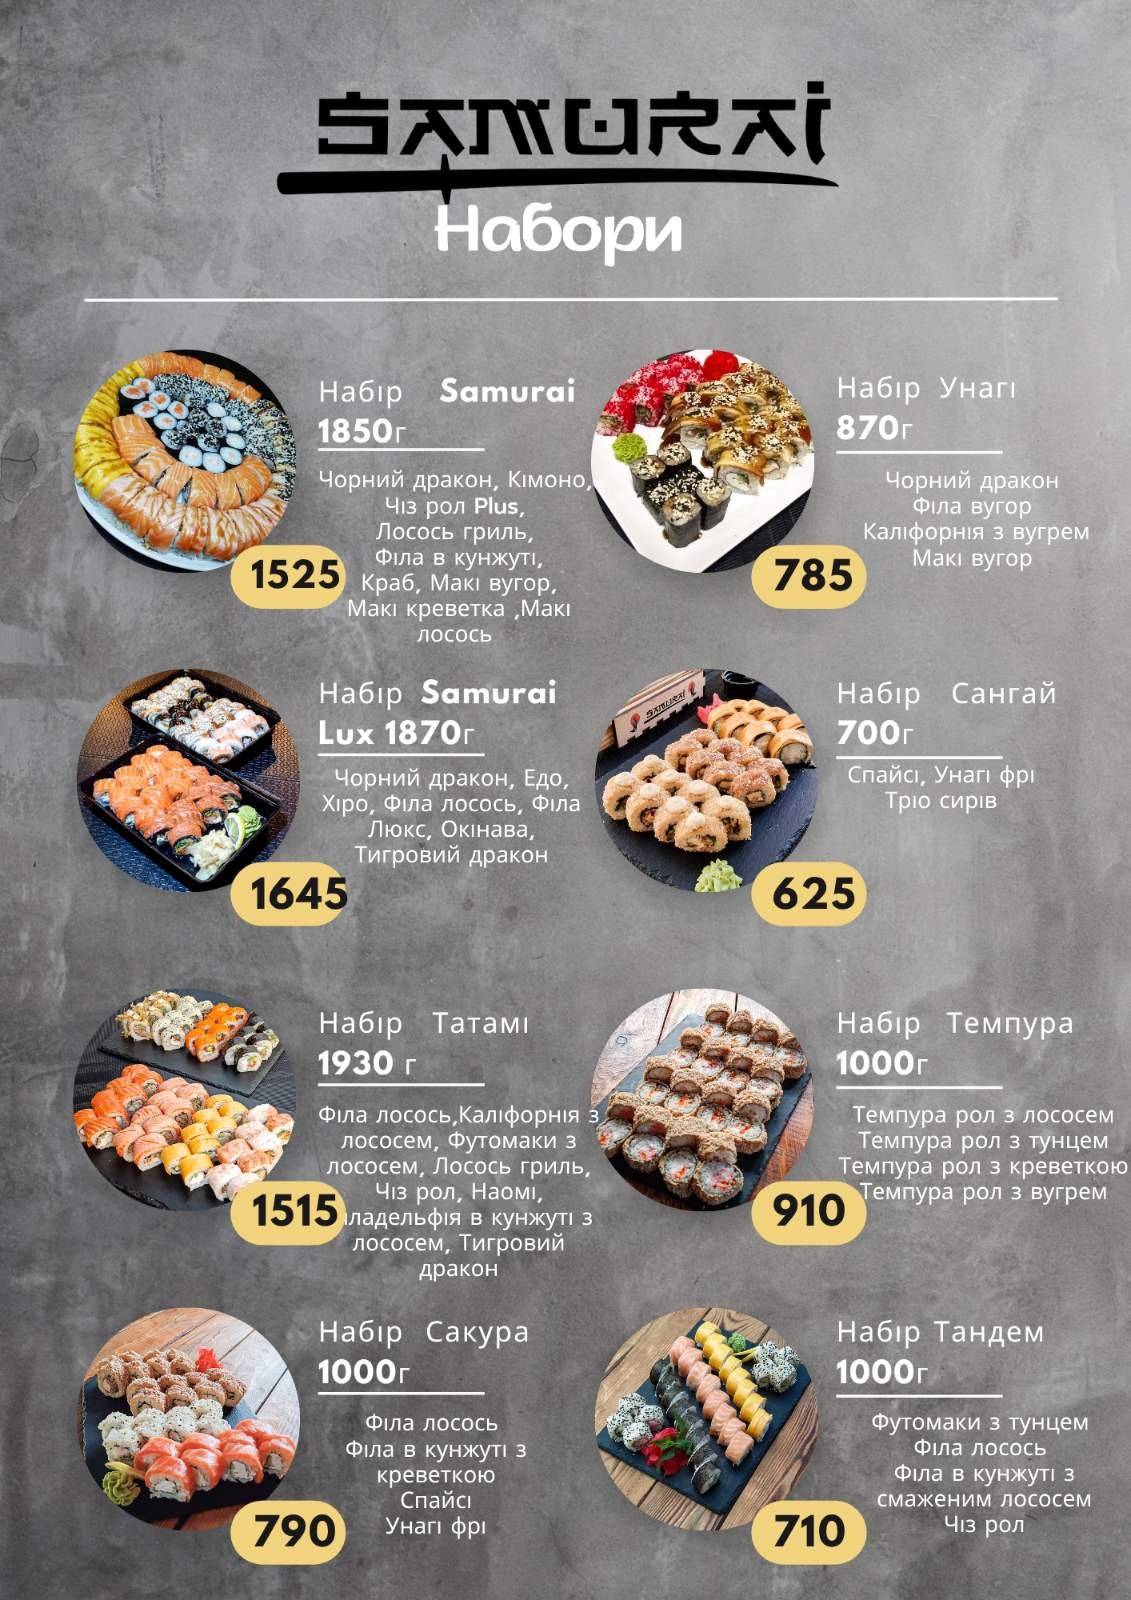 SAMURAI
Набори
Набір Samurai
1850г
Чорний дракон, Кімоно,
Чіз рол Plus,
Лосось гриль,
Філа в кунжуті,
Краб, Макі вугор,
Макі креветка ,Макі
лосось
1525
Набір Унагі
870г
Чорний дракон
Філа вугор
Каліфорнія з вугрем
Макі вугор
785
Набір Samurai
Lux 1870г
Чорний дракон, Едо,
Хіро, Філа лосось, Філа
Люкс, Окінава,
Тигровий дракон
1645
Набір Сангай
700г
Спайсі, Унагі фрі
Тріо сирів
SAMURAI
625
Набір Татамі
1930 г
Філа лосось,Каліфорнія з
лососем, Футомаки з
лососем, Лосось гриль,
Чіз рол, Наомі,
ладельфія в кунжуті з
лососем, Тигровий
дракон
1515
Набір Темпура
1000г
Темпура рол з лососем
Темпура рол з тунцем
Темпура рол з креветкою
Темпура рол з вугрем
910
Набір Сакура
1000г
Філа лосось
Філа в кунжуті з
креветкою
Спайсі
Унагі фрі
790
Набір Тандем
1000г
Футомаки з тунцем
Філа лосось
Філа в кунжуті з
смаженим лососем
Чіз рол
710